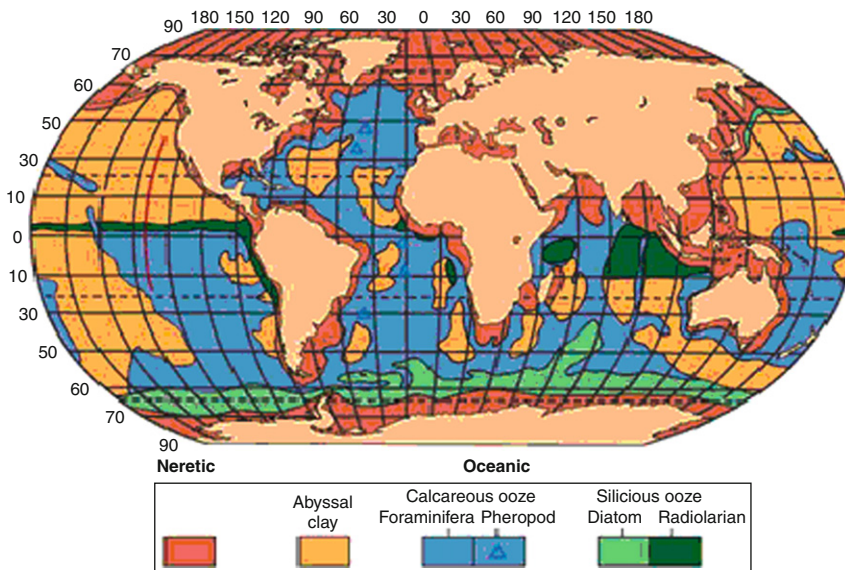 90 180 150 120 90 60 30 0 30 60 90 120 150 180
70
60
50
30
10
0
10
30
50
60
70
90
Neretic Oceanic
Abyssal clay
Calcareous ooze
Foraminifera Pheropod
Silicious ooze
Diatom Radiolarian